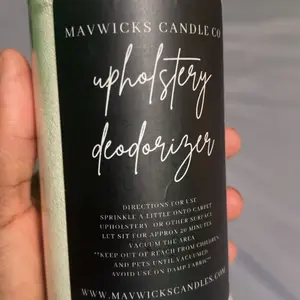 MAVWICKS CANDLE CO
upholstery
deodorizer
DIRECTIONS FOR USE
SPRINKLE A LITTLE ONTO CARPET
UPHOLSTERY OR OTHER SURFACE
LET SIT FOR APPROX 20 MINUTES
VACUUM THE AREA
**KEEP OUT OF REACH FROM CHILDREN
AND PETS UNTIL VACUUMED
AVOID USE ON DAMP FABRIC**
WWW.MAVWICKSCANDLES.COM